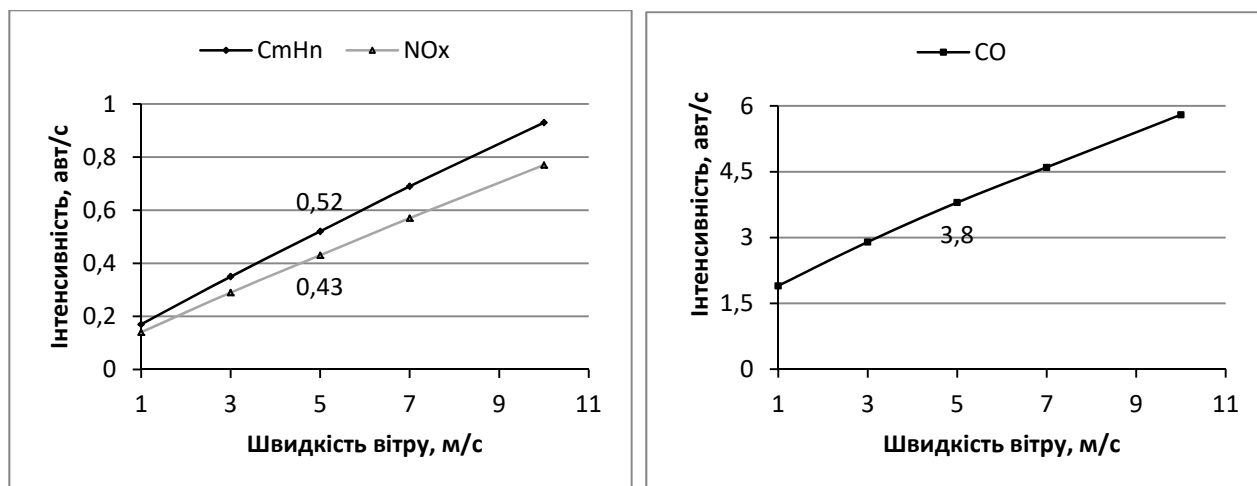 CmHn NOx
1
0,8
0,6
0,4
0,2
0
0,52
0,43
1 3 5 7 9 11
Інтенсивність, авт/с
Швидкість вітру, м/с
CO
6
4,5
3
1,5
0
3,8
1 3 5 7 9 11
Інтенсивність, авт/с
Швидкість вітру, м/с